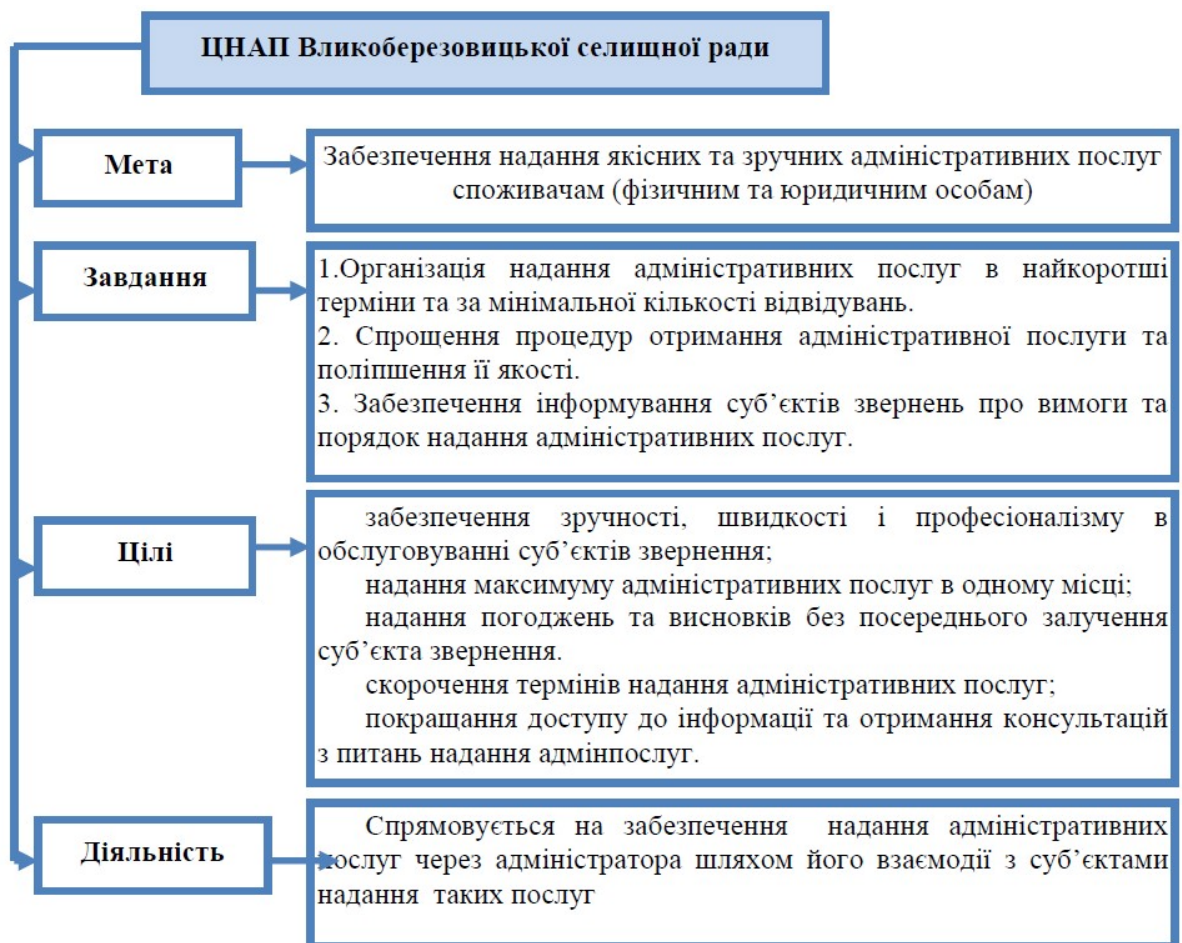 ЦНАП Вликоберезовицької селищної ради
Мета
Забезпечення надання якісних та зручних адміністративних послуг
споживачам (фізичним та юридичним особам)
Завдання
1.Організація надання адміністративних послуг в найкоротші
терміни та за мінімальної кількості відвідувань.
2. Спрощення процедур отримання адміністративної послуги та
поліпшення її якості.
3. Забезпечення інформування суб’єктів звернень про вимоги та
порядок надання адміністративних послуг.
Цілі
забезпечення зручності, швидкості і професіоналізму в
обслуговуванні суб’єктів звернення;
надання максимуму адміністративних послуг в одному місці;
надання погоджень та висновків без посереднього залучення
суб’єкта звернення.
скорочення термінів надання адміністративних послуг;
покращання доступу до інформації та отримання консультацій
з питань надання адмінпослуг.
Діяльність
Спрямовується на забезпечення надання адміністративних
послуг через адміністратора шляхом його взаємодії з суб’єктами
надання таких послуг